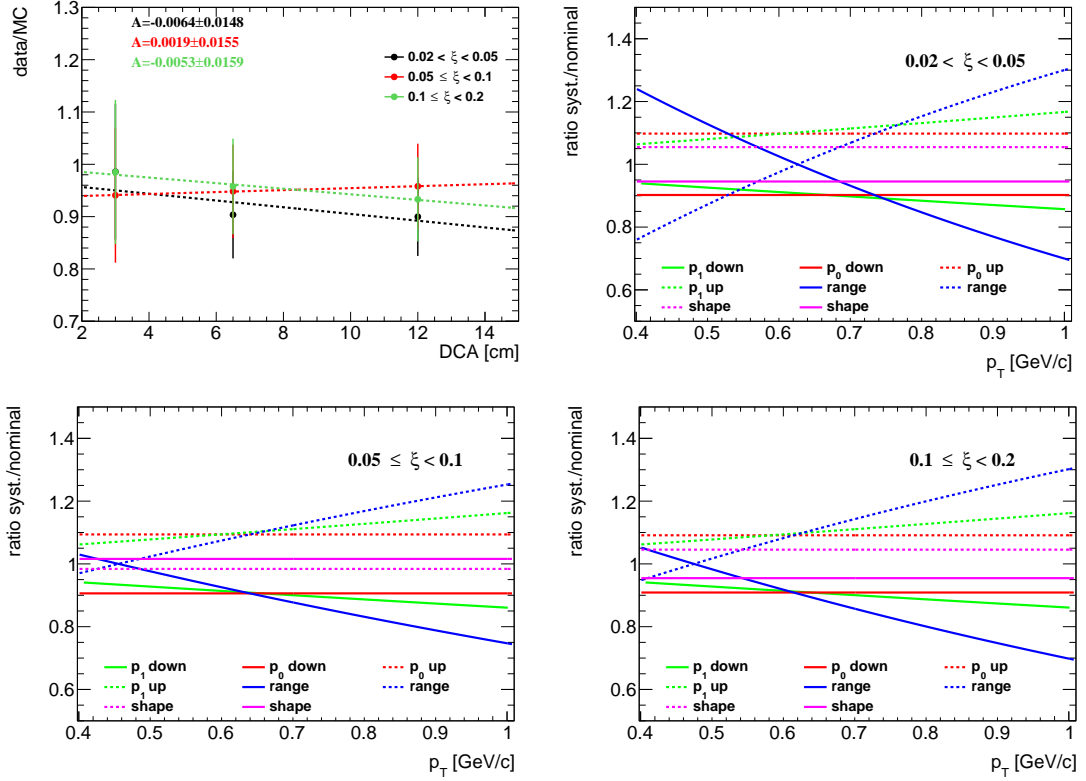 data/MC
1.3
1.2
1.1
1
0.9
0.8
0.7
A=-0.0064±0.0148
A=0.0019±0.0155
A=-0.0053±0.0159
0.02 < ξ < 0.05
0.05 ≤ ξ < 0.1
0.1 ≤ ξ < 0.2
2 4 6 8 10 12 14
DCA [cm]
ratio syst./nominal
1.4
1.2
1
0.8
0.6
0.02 < ξ < 0.05
p₁ down p₀ down p₀ up
p₁ up range range
shape shape
0.4 0.5 0.6 0.7 0.8 0.9 1
p_T [GeV/c]
ratio syst./nominal
1.4
1.2
1
0.8
0.6
0.05 ≤ ξ < 0.1
p₁ down p₀ down p₀ up
p₁ up range range
shape shape
0.4 0.5 0.6 0.7 0.8 0.9 1
p_T [GeV/c]
ratio syst./nominal
1.4
1.2
1
0.8
0.6
0.1 ≤ ξ < 0.2
p₁ down p₀ down p₀ up
p₁ up range range
shape shape
0.4 0.5 0.6 0.7 0.8 0.9 1
p_T [GeV/c]